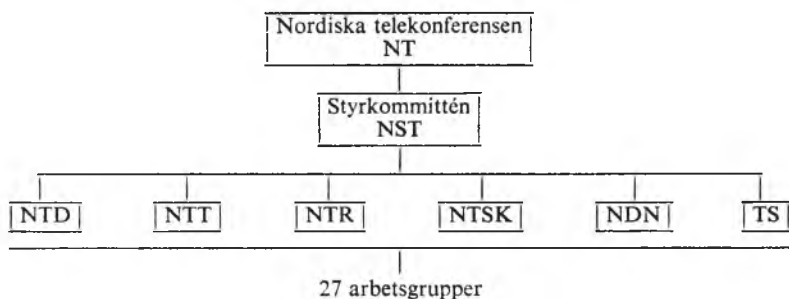 Nordiska telekonferensen
NT
Styrkommittén
NST
NTD NTT NTR NTSK NDN TS
27 arbetsgrupper